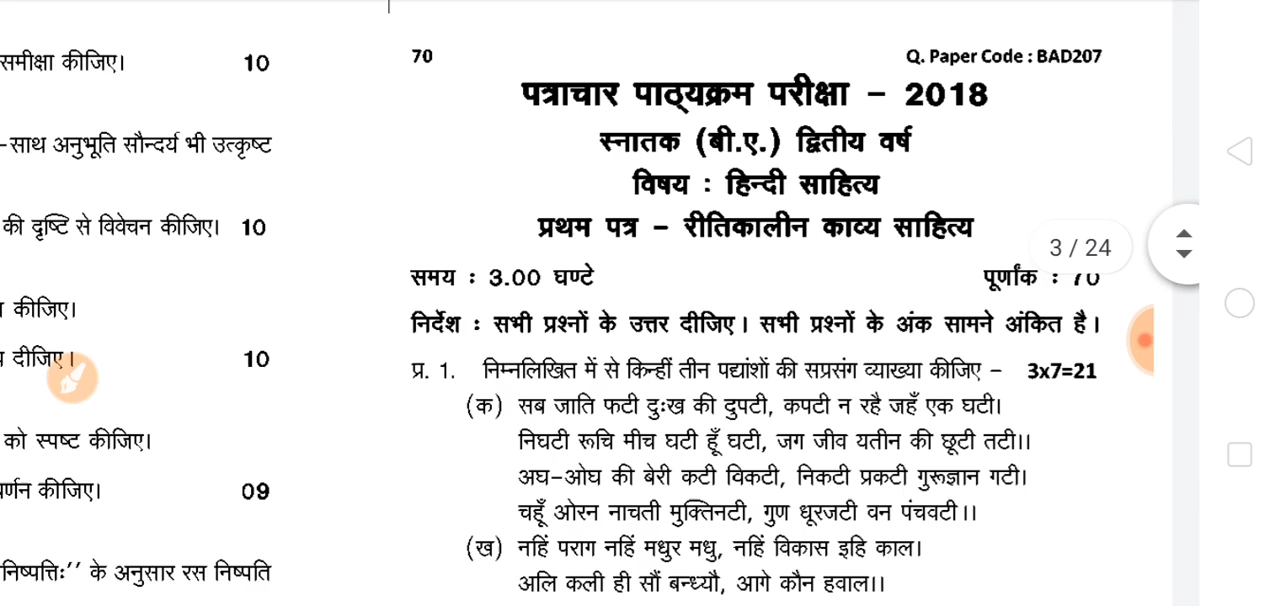 समीक्षा कीजिए। 10
-साथ अनुभूति सौन्दर्य भी उत्कृष्ट
की दृष्टि से विवेचन कीजिए। 10
कीजिए।
दीजिए। 10
को स्पष्ट कीजिए।
कीजिए। 09
निष्पत्तिः’’ के अनुसार रस निष्पति
70 Q. Paper Code : BAD207
पत्राचार पाठ्यक्रम परीक्षा – 2018
स्नातक (बी.ए.) द्वितीय वर्ष
विषय : हिन्दी साहित्य
प्रथम पत्र – रीतिकालीन काव्य साहित्य
3 / 24
समय : 3.00 घण्टे पूर्णांक : 70
निर्देश : सभी प्रश्नों के उत्तर दीजिए। सभी प्रश्नों के अंक सामने अंकित है।
प्र. 1. निम्नलिखित में से किन्हीं तीन पद्यांशों की सप्रसंग व्याख्या कीजिए – 3x7=21
(क) सब जाति फटी दुःख की दुपटी, कपटी न रहै जहँ एक घटी।
निघटी रूचि मीच घटी हूँ घटी, जग जीव यतीन की छूटी तटी।।
अघ-ओघ की बेरी कटी विकटी, निकटी प्रकटी गुरूज्ञान गटी।
चहूँ ओरन नाचती मुक्तिनटी, गुण धूरजटी वन पंचवटी।।
(ख) नहिं पराग नहिं मधुर मधु, नहिं विकास इहि काल।
अलि कली ही सौं बन्ध्यौ, आगे कौन हवाल।।